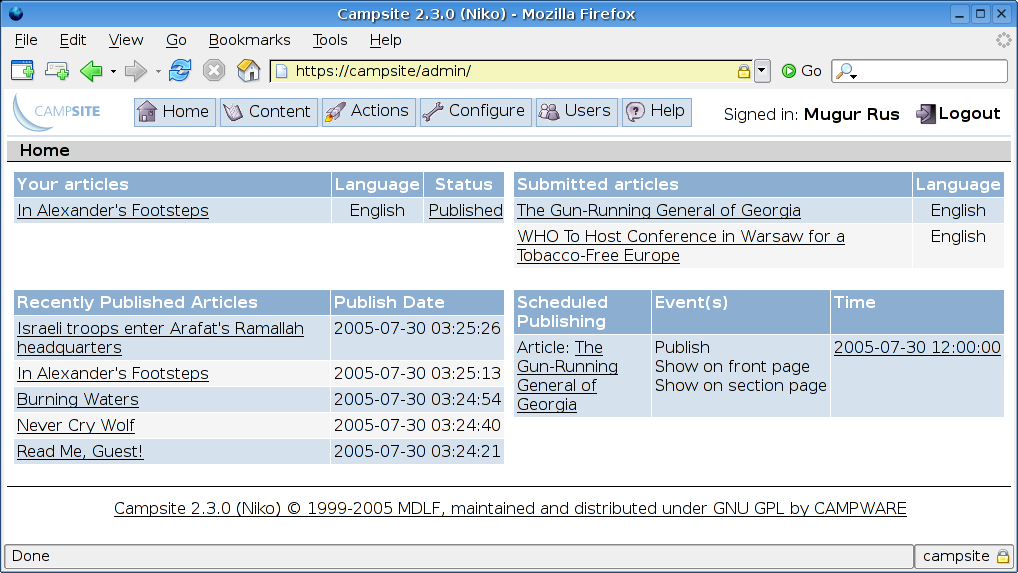 Campsite 2.3.0 (Niko) - Mozilla Firefox
File Edit View Go Bookmarks Tools Help
https://campsite/admin/ Go
CAMPSITE Home Content Actions Configure Users Help Signed in: Mugur Rus Logout
Home
Your articles Language Status
In Alexander's Footsteps English Published
Submitted articles Language
The Gun-Running General of Georgia English
WHO To Host Conference in Warsaw for a English
Tobacco-Free Europe
Recently Published Articles Publish Date
Israeli troops enter Arafat's Ramallah 2005-07-30 03:25:26
headquarters
In Alexander's Footsteps 2005-07-30 03:25:13
Burning Waters 2005-07-30 03:24:54
Never Cry Wolf 2005-07-30 03:24:40
Read Me, Guest! 2005-07-30 03:24:21
Scheduled Event(s) Time
Publishing
Article: The Publish 2005-07-30 12:00:00
Gun-Running Show on front page
General of Show on section page
Georgia
Campsite 2.3.0 (Niko) © 1999-2005 MDLF, maintained and distributed under GNU GPL by CAMPWARE
Done campsite